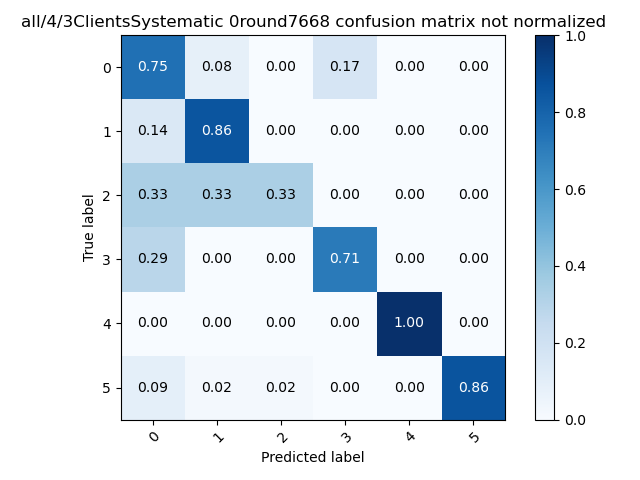 all/4/3ClientsSystematic 0round7668 confusion matrix not normalized
0 0.75 0.08 0.00 0.17 0.00 0.00
1 0.14 0.86 0.00 0.00 0.00 0.00
2 0.33 0.33 0.33 0.00 0.00 0.00
3 0.29 0.00 0.00 0.71 0.00 0.00
4 0.00 0.00 0.00 0.00 1.00 0.00
5 0.09 0.02 0.02 0.00 0.00 0.86
0 1 2 3 4 5
Predicted label
True label
1.0
0.8
0.6
0.4
0.2
0.0